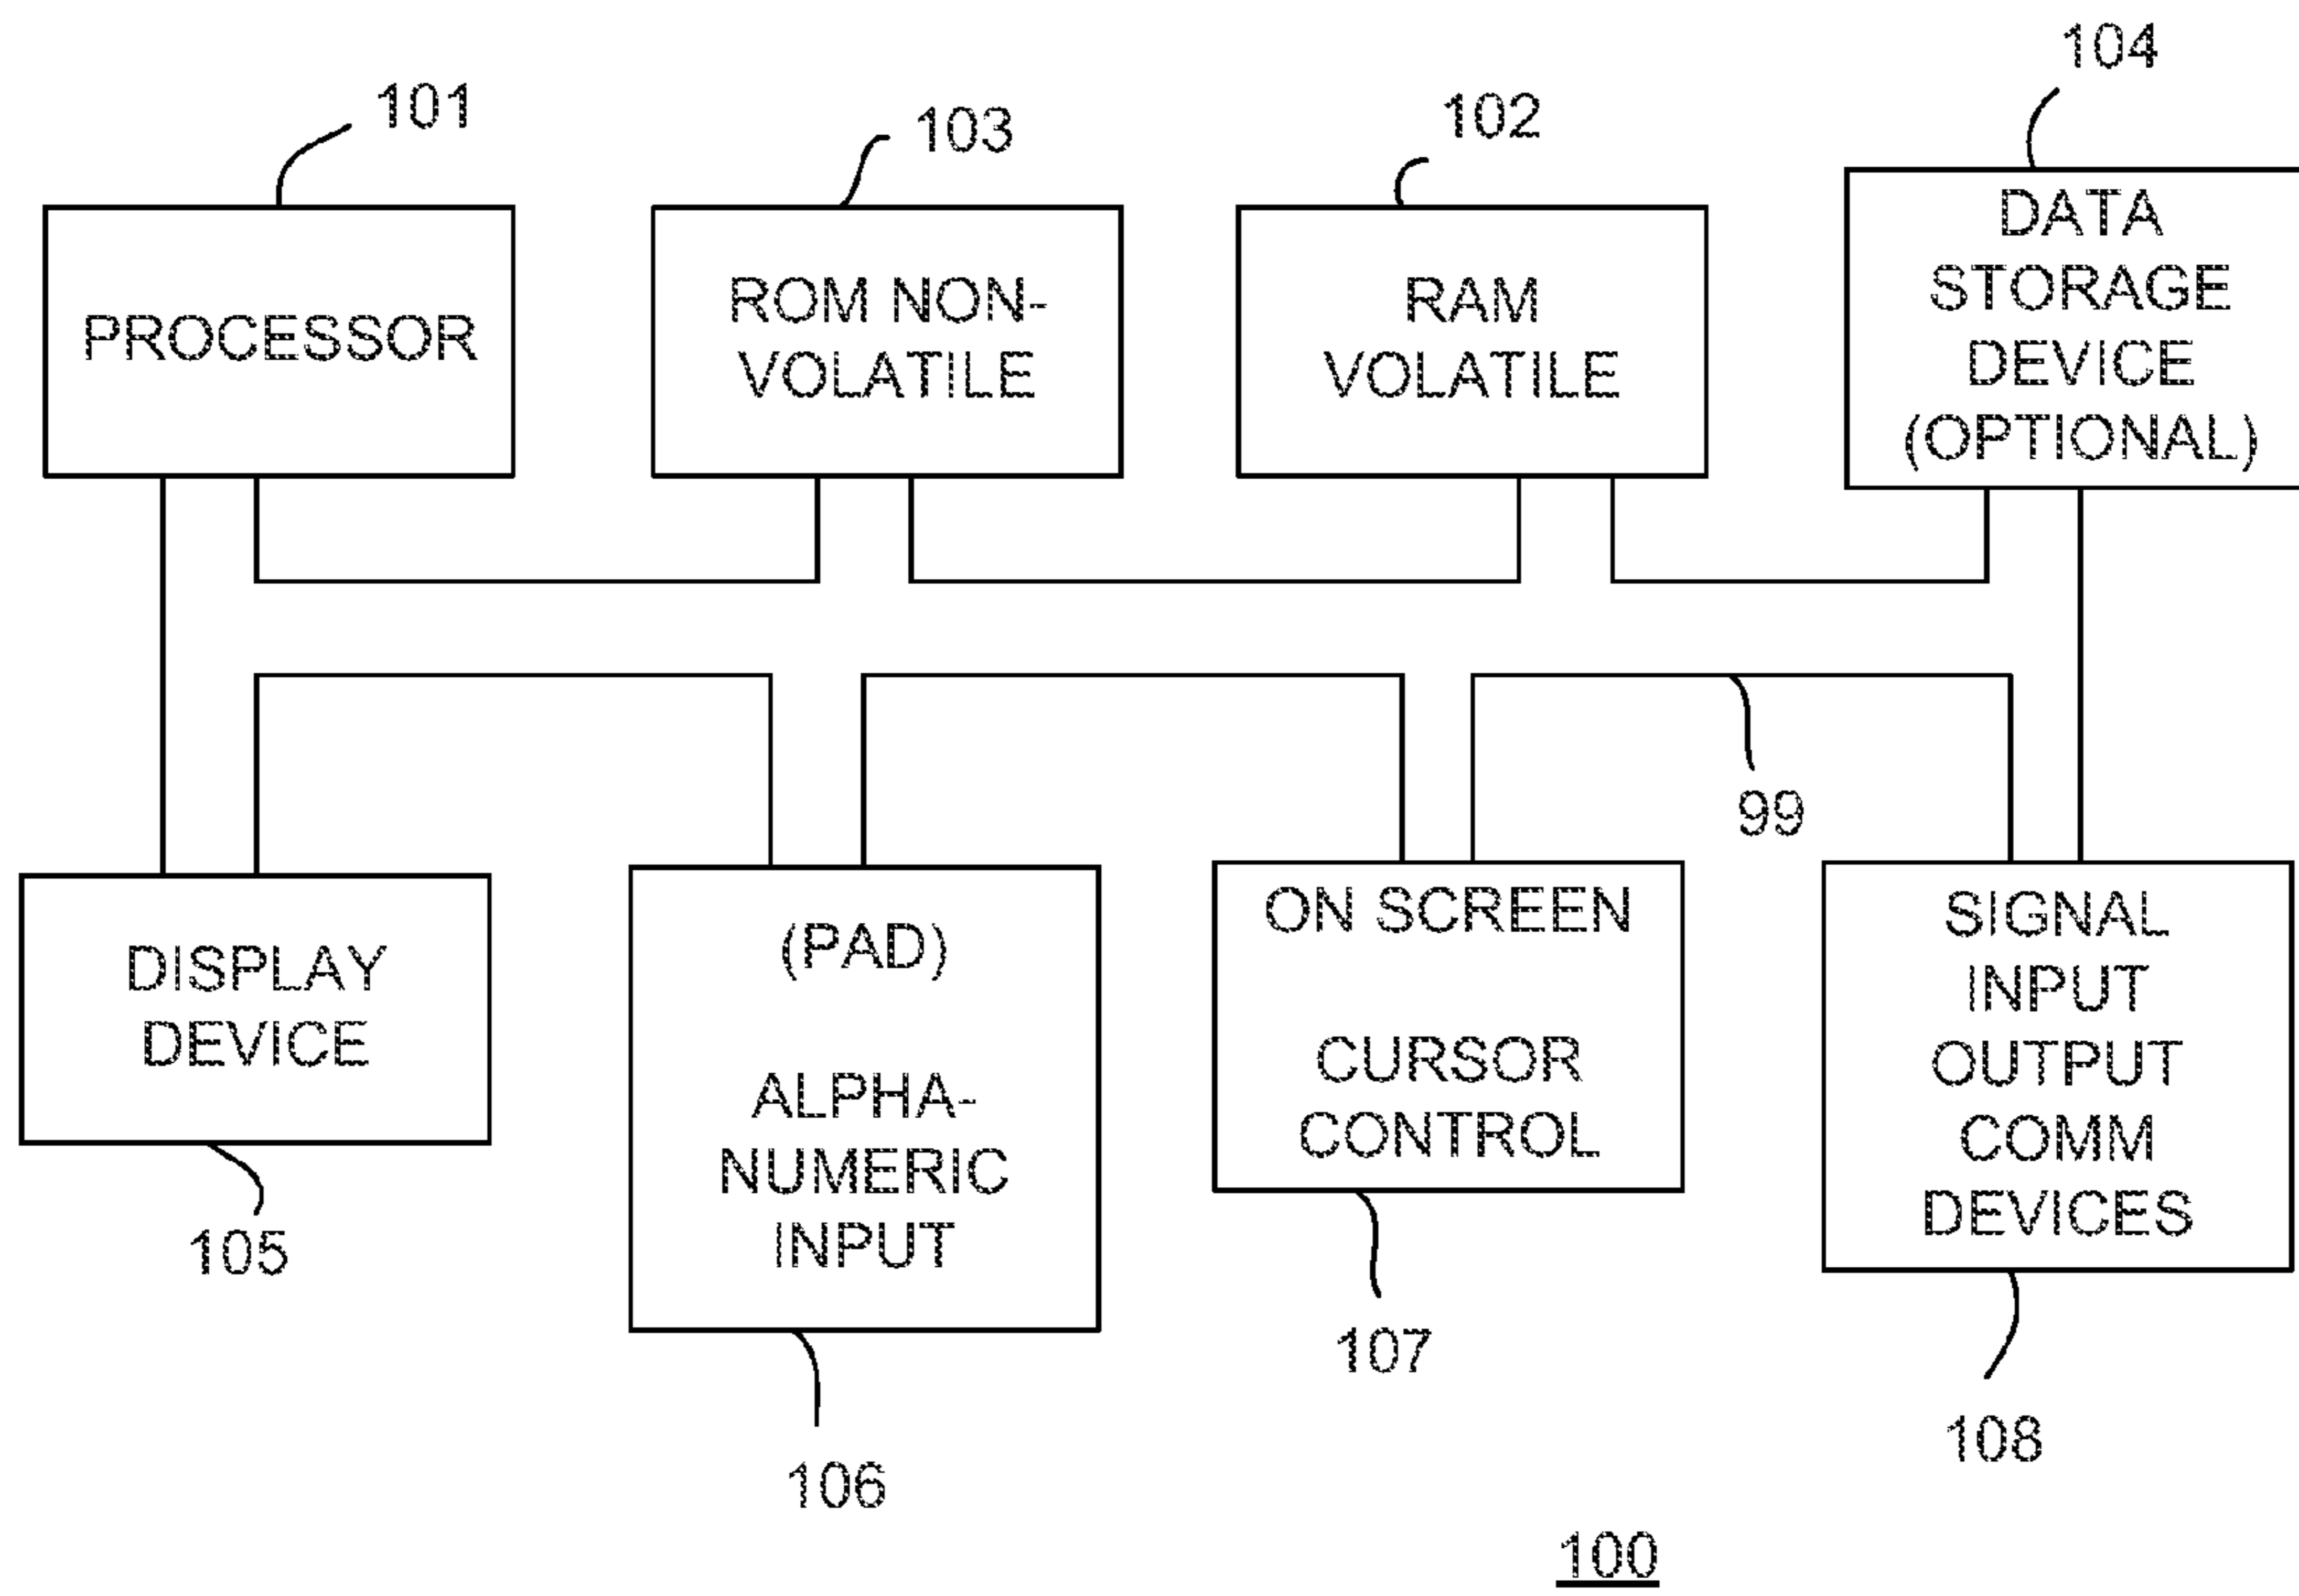 104
101
103
102
PROCESSOR
ROM NON-
VOLATILE
RAM
VOLATILE
DATA
STORAGE
DEVICE
(OPTIONAL)
99
DISPLAY
DEVICE
(PAD)
ALPHA-
NUMERIC
INPUT
ON SCREEN
CURSOR
CONTROL
SIGNAL
INPUT
OUTPUT
COMM
DEVICES
105
106
107
108
100